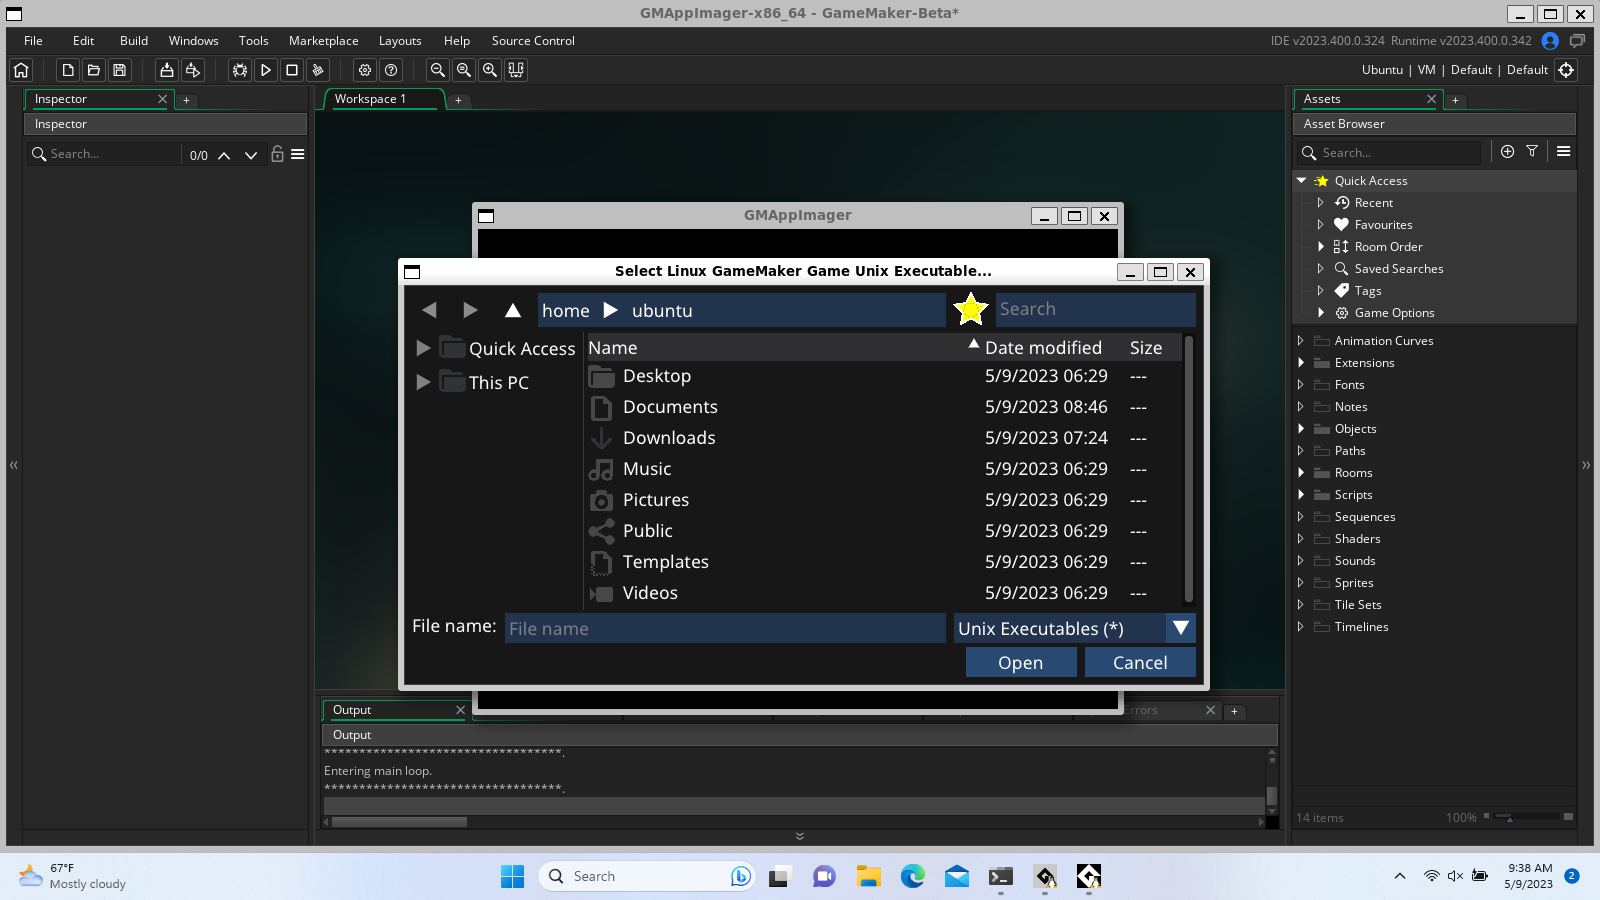 GMAppImager-x86_64 - GameMaker-Beta*
File Edit Build Windows Tools Marketplace Layouts Help Source Control
IDE v2023.400.0.324 Runtime v2023.400.0.342
Ubuntu | VM | Default | Default
Inspector
+
Workspace 1
+
Assets
+
Inspector
Asset Browser
Search...
0/0
Search...
Quick Access
Recent
Favourites
Room Order
Saved Searches
Tags
Game Options
Animation Curves
Extensions
Fonts
Notes
Objects
Paths
Rooms
Scripts
Sequences
Shaders
Sounds
Sprites
Tile Sets
Timelines
14 items
100%
GMAppImager
Select Linux GameMaker Game Unix Executable...
home ubuntu
Search
Quick Access
This PC
Name Date modified Size
Desktop 5/9/2023 06:29 ---
Documents 5/9/2023 08:46 ---
Downloads 5/9/2023 07:24 ---
Music 5/9/2023 06:29 ---
Pictures 5/9/2023 06:29 ---
Public 5/9/2023 06:29 ---
Templates 5/9/2023 06:29 ---
Videos 5/9/2023 06:29 ---
File name: File name
Unix Executables (*)
Open Cancel
Output
Errors
+
Output
**********************************.
Entering main loop.
**********************************.
67°F
Mostly cloudy
Search
9:38 AM
5/9/2023
2